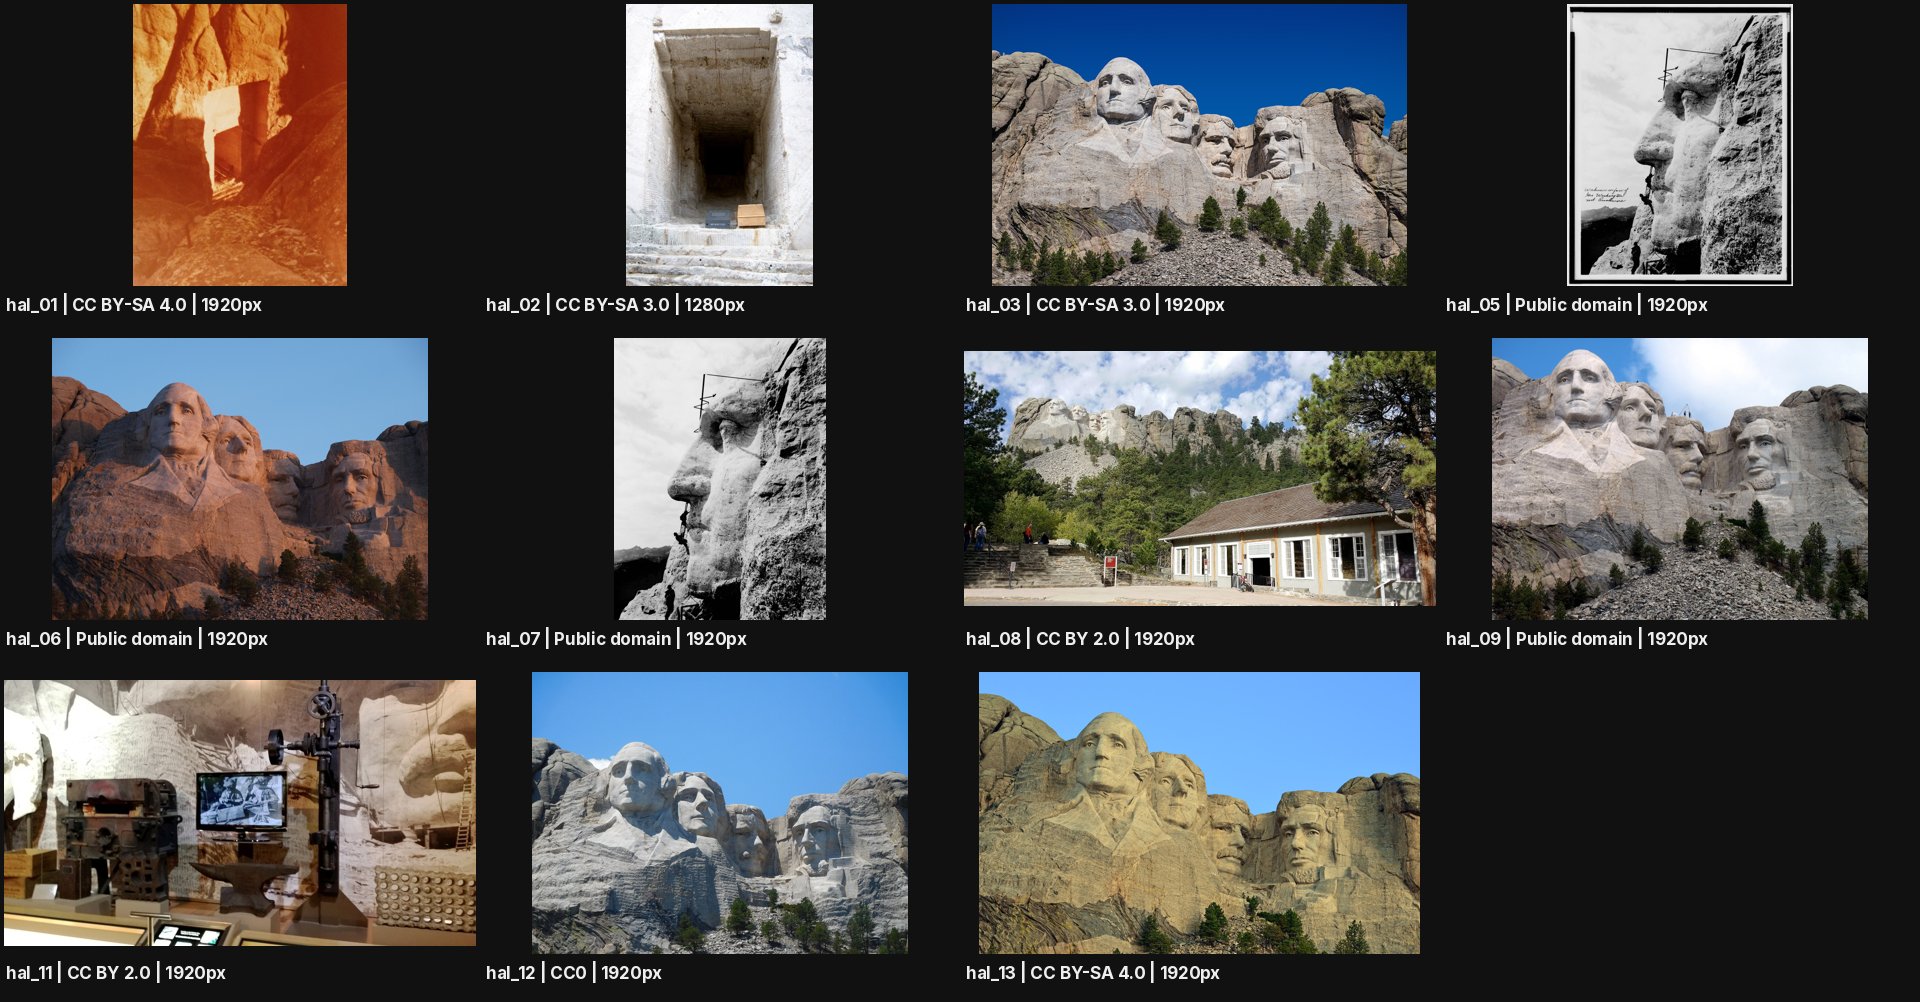 hal_01 | CC BY-SA 4.0 | 1920px
hal_02 | CC BY-SA 3.0 | 1280px
hal_03 | CC BY-SA 3.0 | 1920px
hal_05 | Public domain | 1920px
hal_06 | Public domain | 1920px
hal_07 | Public domain | 1920px
hal_08 | CC BY 2.0 | 1920px
hal_09 | Public domain | 1920px
hal_11 | CC BY 2.0 | 1920px
hal_12 | CC0 | 1920px
hal_13 | CC BY-SA 4.0 | 1920px